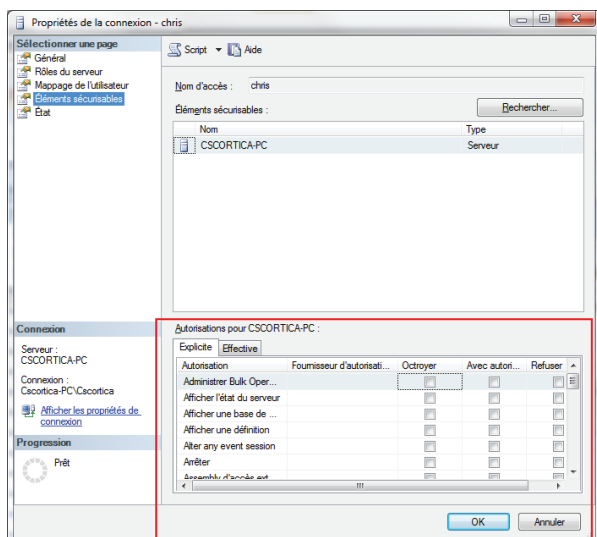 Propriétés de la connexion - chris
Sélectionner une page
Général
Rôles du serveur
Mappage de l'utilisateur
Éléments sécurisables
État
Script Aide
Nom d'accès : chris
Éléments sécurisables :
Rechercher...
Nom Type
CSCORTICA-PC Serveur
Connexion
Serveur :
CSCORTICA-PC
Connexion :
Cscortica-PC\Cscortica
Afficher les propriétés de
connexion
Progression
Prêt
Autorisations pour CSCORTICA-PC :
Explicite Effective
Autorisation Fournisseur d'autorisati... Octroyer Avec autori... Refuser
Administrer Bulk Oper...
Afficher l'état du serveur
Afficher une base de ...
Afficher une définition
Alter any event session
Arrêter
Assembly d'accès ext
OK Annuler